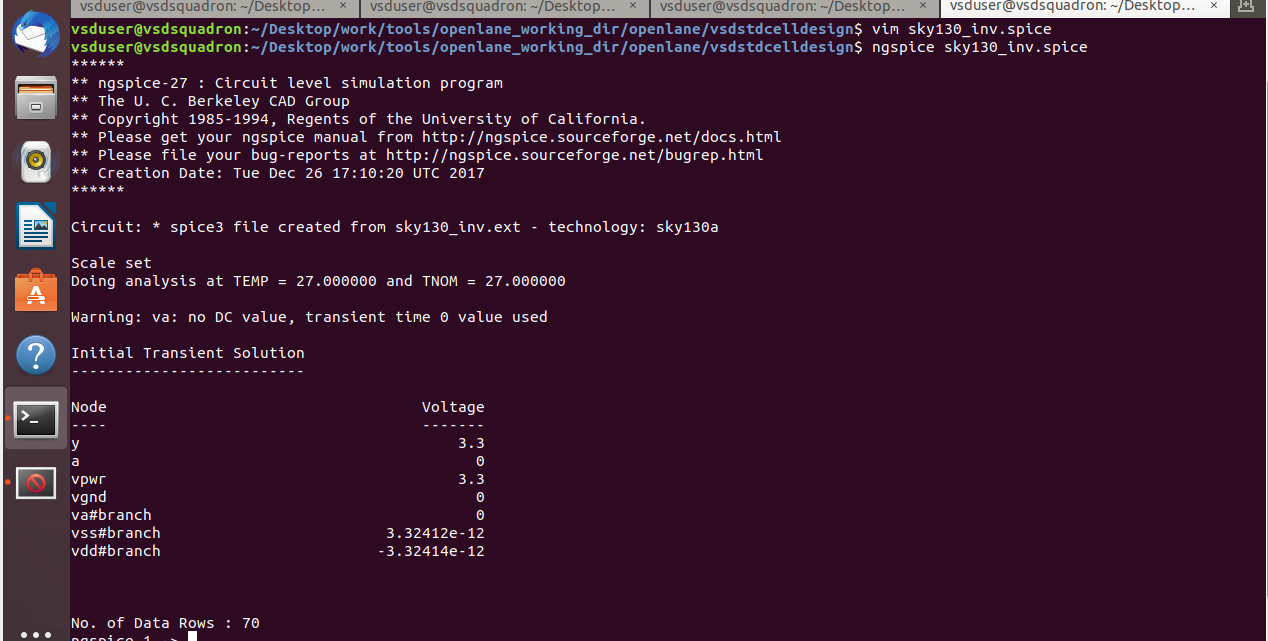 vsduser@vsdsquadron: ~/Desktop... × vsduser@vsdsquadron: ~/Desktop... × vsduser@vsdsquadron: ~/Desktop... × vsduser@vsdsquadron: ~/Desktop... ×
vsduser@vsdsquadron:~/Desktop/work/tools/openlane_working_dir/openlane/vsdstdcelldesign$ vim sky130_inv.spice
vsduser@vsdsquadron:~/Desktop/work/tools/openlane_working_dir/openlane/vsdstdcelldesign$ ngspice sky130_inv.spice
******
** ngspice-27 : Circuit level simulation program
** The U. C. Berkeley CAD Group
** Copyright 1985-1994, Regents of the University of California.
** Please get your ngspice manual from http://ngspice.sourceforge.net/docs.html
** Please file your bug-reports at http://ngspice.sourceforge.net/bugrep.html
** Creation Date: Tue Dec 26 17:10:20 UTC 2017
******
Circuit: * spice3 file created from sky130_inv.ext - technology: sky130a
Scale set
Doing analysis at TEMP = 27.000000 and TNOM = 27.000000
Warning: va: no DC value, transient time 0 value used
Initial Transient Solution
--------------------------
Node Voltage
---- -------
y 3.3
a 0
vpwr 3.3
vgnd 0
va#branch 0
vss#branch 3.32412e-12
vdd#branch -3.32414e-12
No. of Data Rows : 70
ngspice 1 ->